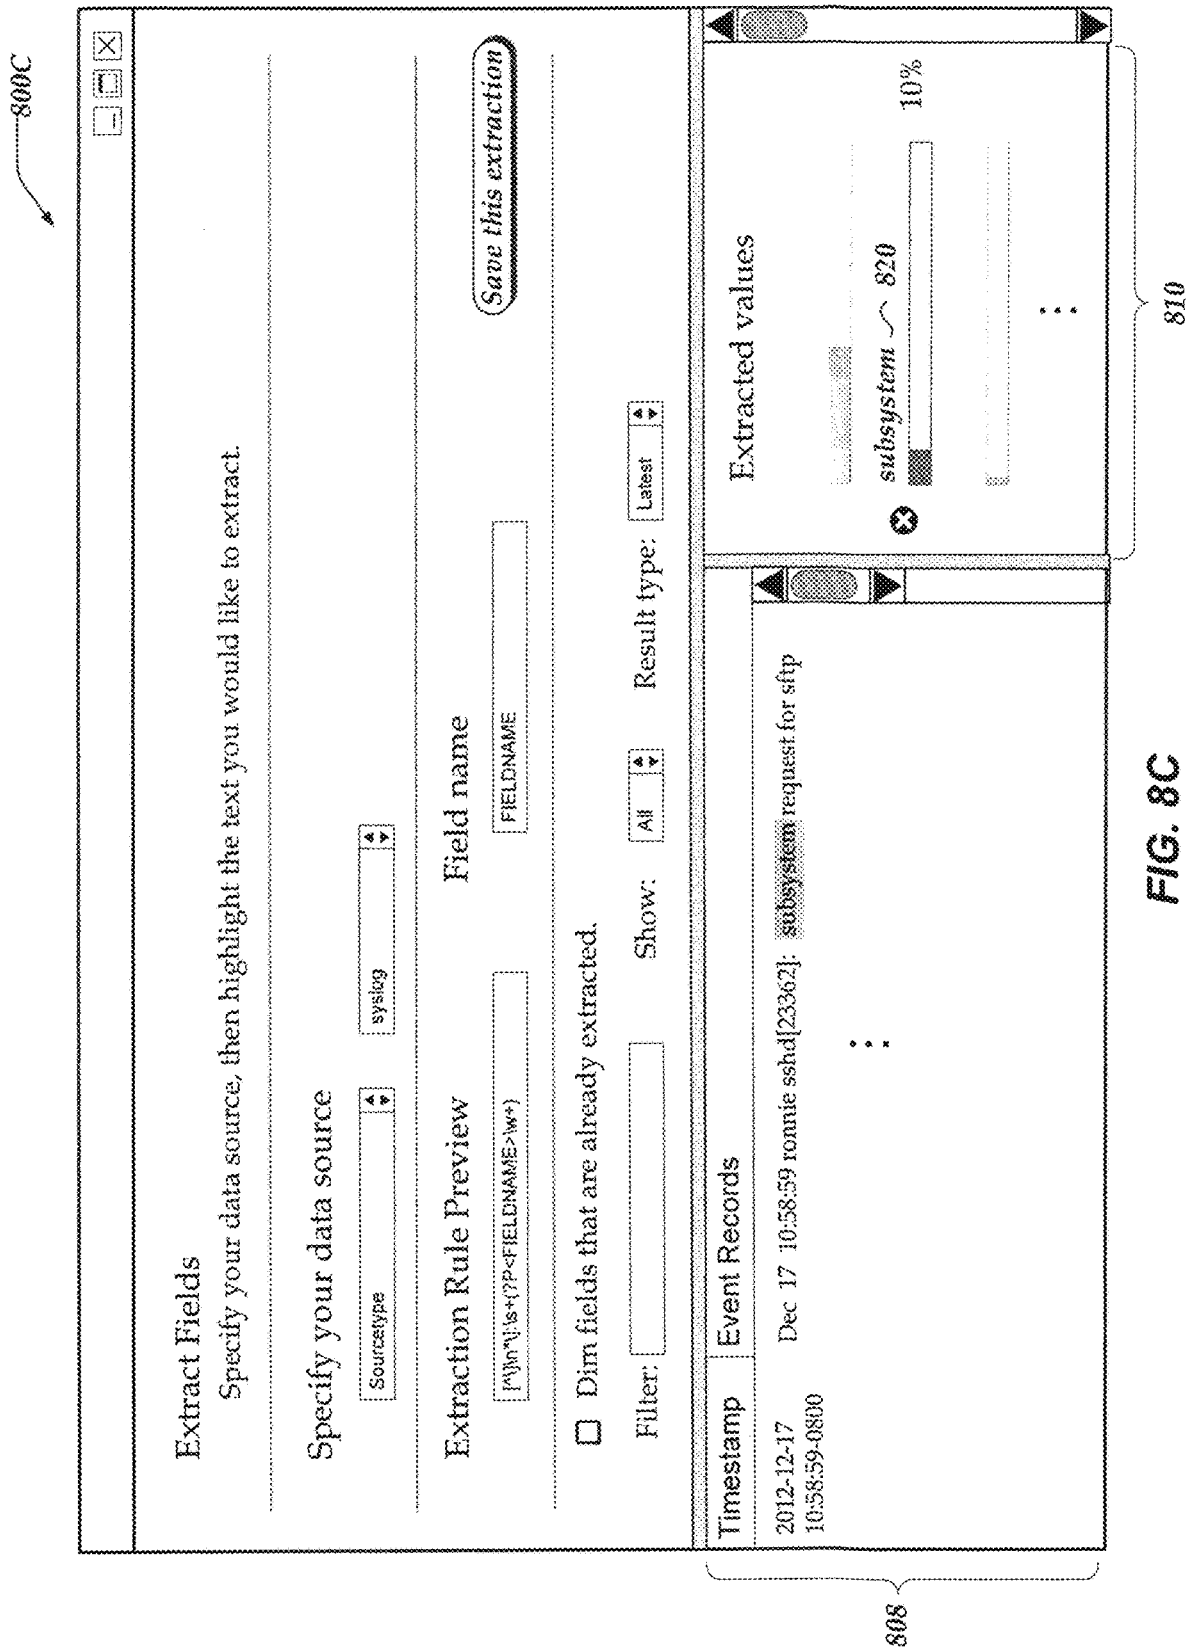 800C
Extract Fields
Specify your data source, then highlight the text you would like to extract.
Specify your data source
Sourcetype
syslog
Extraction Rule Preview
Field name
[^\]\n"\]:\s+(?P<FIELDNAME>\w+)
FIELDNAME
Save this extraction
Dim fields that are already extracted.
Filter:
Show: All
Result type: Latest
Timestamp
Event Records
2012-12-17
10:58:59-0800
Dec 17 10:58:59 ronnie sshd[23362]: subsystem request for sftp
Extracted values
subsystem 820
10%
808
810
FIG. 8C